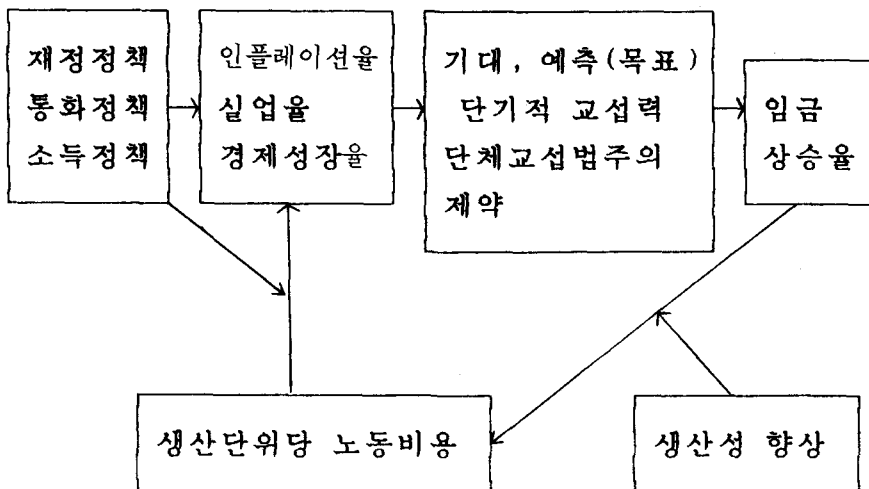 재정정책
통화정책
소득정책
인플레이션율
실업율
경제성장율
기대, 예측(목표)
단기적 교섭력
단체교섭범주의
제약
임금
상승율
생산단위당 노동비용
생산성 향상